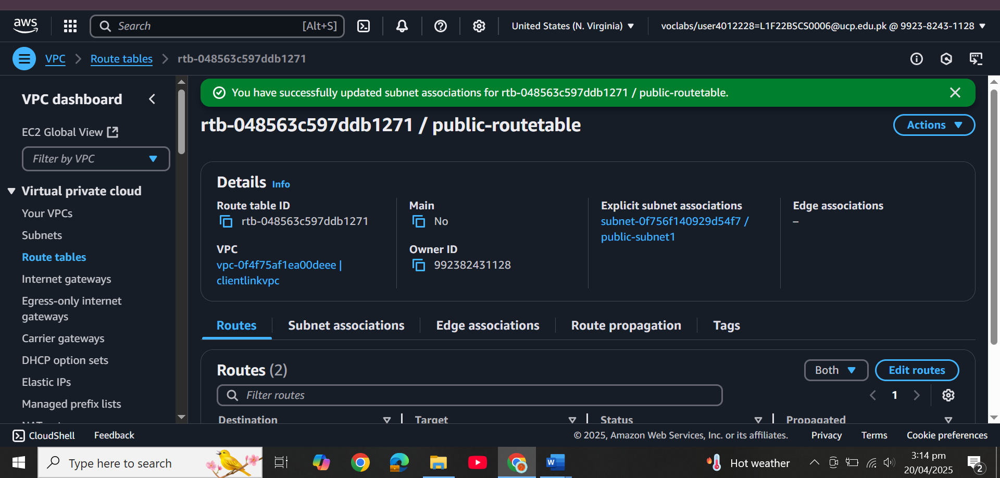 aws
Search [Alt+S]
United States (N. Virginia)
voclabs/user4012228=L1F22BSCS0006@ucp.edu.pk @ 9923-8243-1128
VPC
Route tables
rtb-048563c597ddb1271
VPC dashboard
EC2 Global View
Filter by VPC
Virtual private cloud
Your VPCs
Subnets
Route tables
Internet gateways
Egress-only internet
gateways
Carrier gateways
DHCP option sets
Elastic IPs
Managed prefix lists
You have successfully updated subnet associations for rtb-048563c597ddb1271 / public-routetable.
rtb-048563c597ddb1271 / public-routetable
Actions
Details Info
Route table ID
rtb-048563c597ddb1271
Main
No
Explicit subnet associations
subnet-0f756f140929d54f7 /
public-subnet1
Edge associations
–
VPC
vpc-0f4f75af1ea00deee |
clientlinkvpc
Owner ID
992382431128
Routes
Subnet associations
Edge associations
Route propagation
Tags
Routes (2)
Both
Edit routes
Filter routes
1
Destination
Target
Status
Propagated
CloudShell
Feedback
© 2025, Amazon Web Services, Inc. or its affiliates.
Privacy
Terms
Cookie preferences
Type here to search
Hot weather
3:14 pm
20/04/2025
2